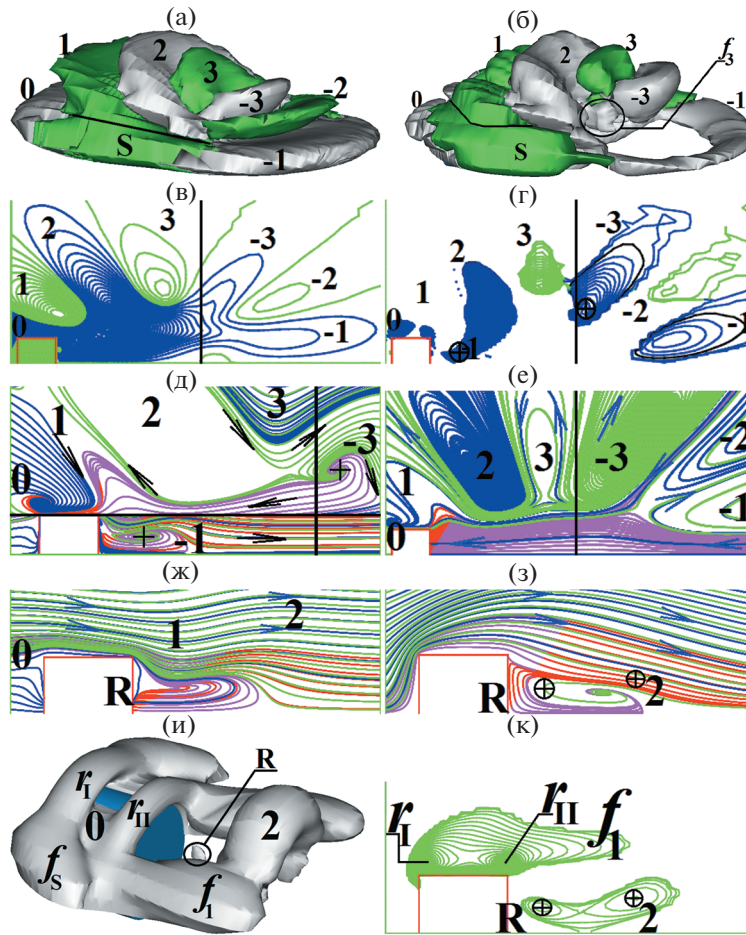 (а) (б)
1 2 3 -3 -2 0 S -1
1 2 3 f-3 -3 -1 0 S
(в) (г)
1 2 3 -3 -2 -1 0
0 1 2 3 -3 -2 -1 1
(д) (е)
0 1 2 3 -3 -1
0 1 2 3 -3 -2 -1
(ж) (з)
0 1 2 R
R 2
(и) (к)
rI rII 0 R 2 fS f1
rI rII f1 R 2